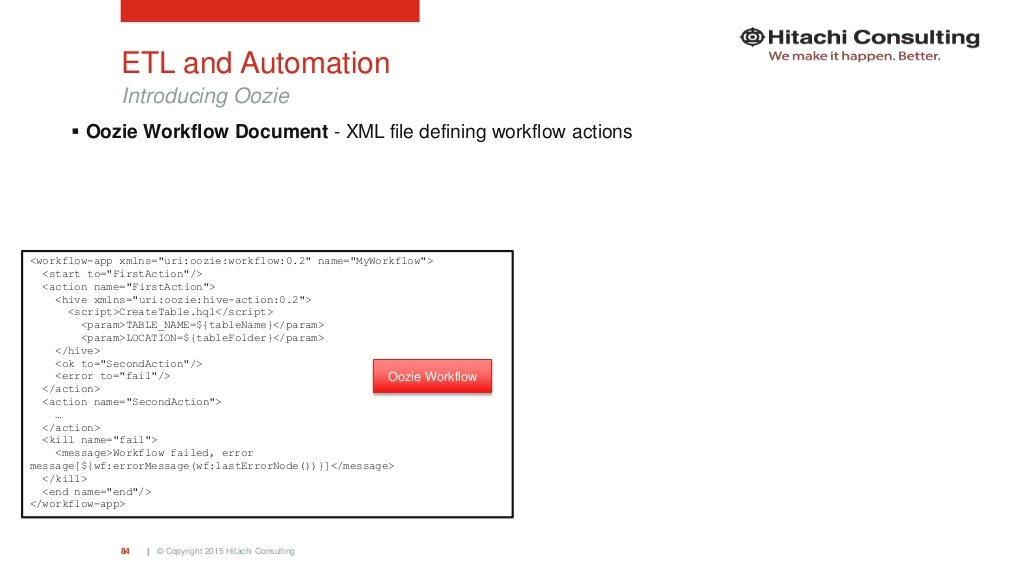 Hitachi Consulting
We make it happen. Better.
ETL and Automation
Introducing Oozie
▪ Oozie Workflow Document - XML file defining workflow actions
<workflow-app xmlns="uri:oozie:workflow:0.2" name="MyWorkflow">
  <start to="FirstAction"/>
  <action name="FirstAction">
    <hive xmlns="uri:oozie:hive-action:0.2">
      <script>CreateTable.hql</script>
        <param>TABLE_NAME=${tableName}</param>
        <param>LOCATION=${tableFolder}</param>
    </hive>
    <ok to="SecondAction"/>
    <error to="fail"/>
  </action>
  <action name="SecondAction">
    …
  </action>
  <kill name="fail">
    <message>Workflow failed, error
message[${wf:errorMessage(wf:lastErrorNode())}]</message>
  </kill>
  <end name="end"/>
</workflow-app>
Oozie Workflow
84 | © Copyright 2015 Hitachi Consulting